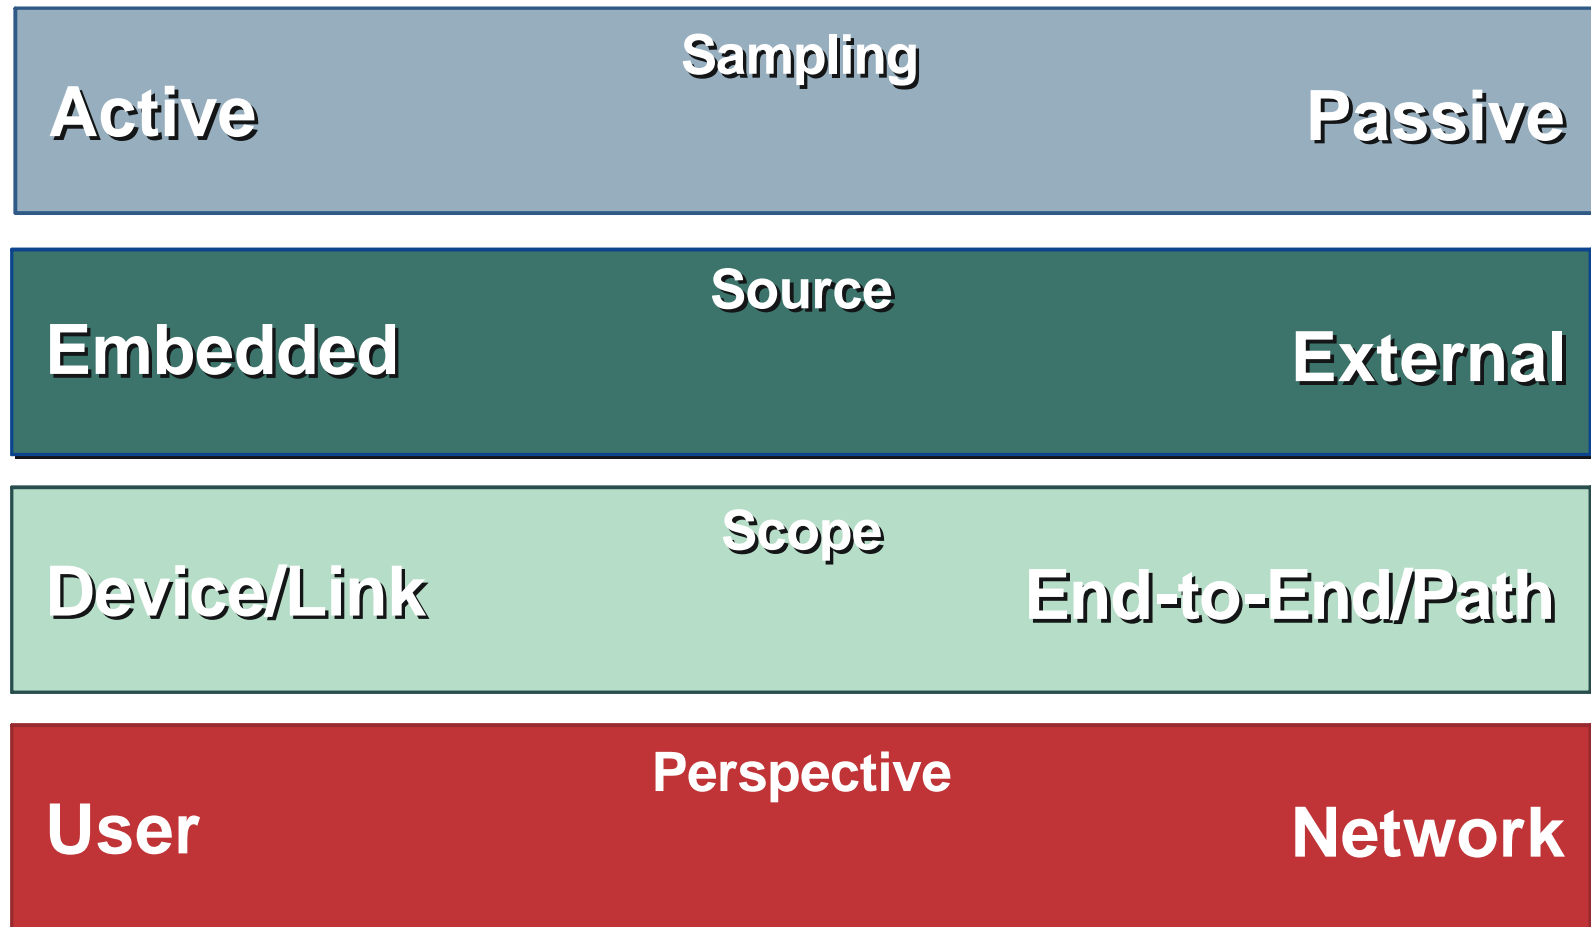 Sampling
Active
Passive
Source
Embedded
External
Scope
Device/Link
End-to-End/Path
Perspective
User
Network